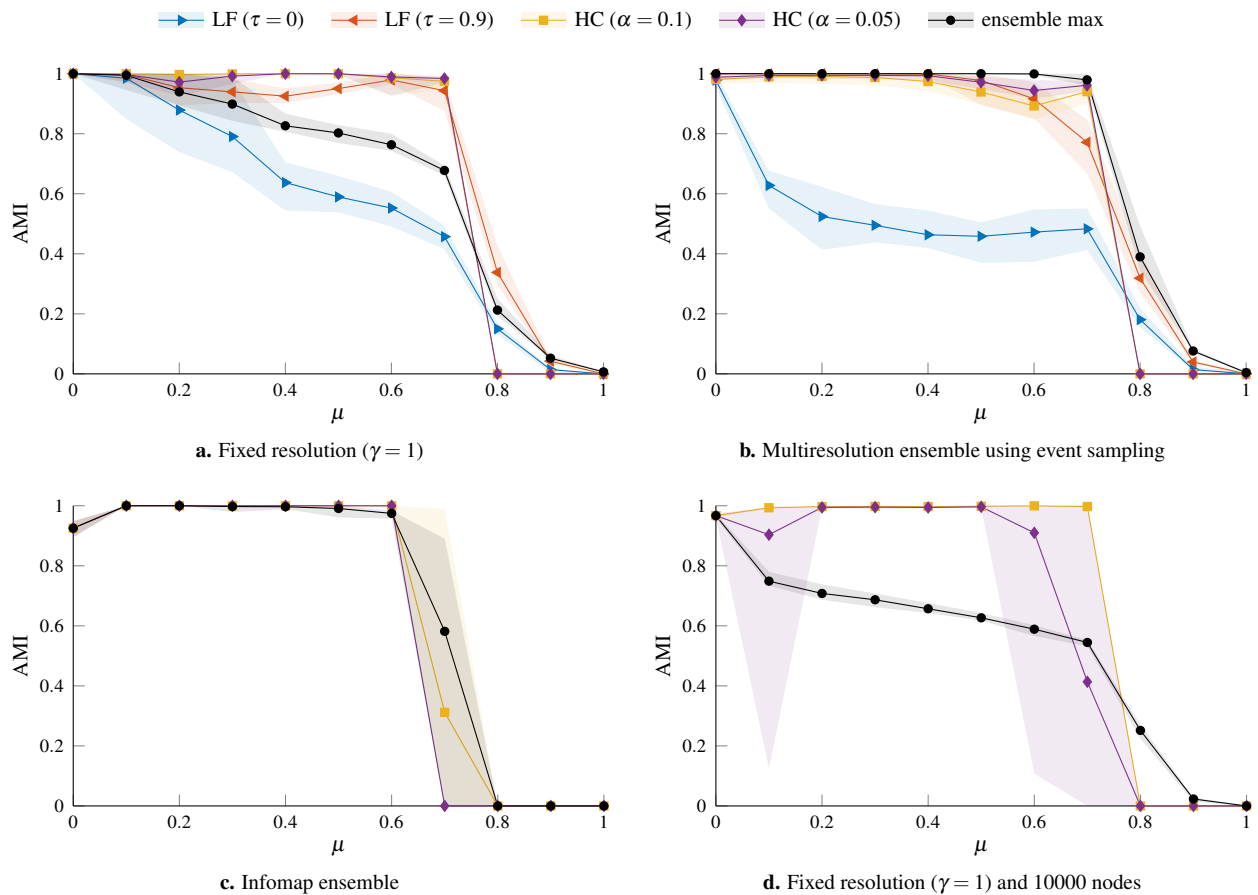 LF (τ = 0) LF (τ = 0.9) HC (α = 0.1) HC (α = 0.05) ensemble max
1
0.8
0.6
0.4
0.2
0
0 0.2 0.4 0.6 0.8 1
AMI
μ
a. Fixed resolution (γ = 1)
1
0.8
0.6
0.4
0.2
0
0 0.2 0.4 0.6 0.8 1
AMI
μ
b. Multiresolution ensemble using event sampling
1
0.8
0.6
0.4
0.2
0
0 0.2 0.4 0.6 0.8 1
AMI
μ
c. Infomap ensemble
1
0.8
0.6
0.4
0.2
0
0 0.2 0.4 0.6 0.8 1
AMI
μ
d. Fixed resolution (γ = 1) and 10000 nodes